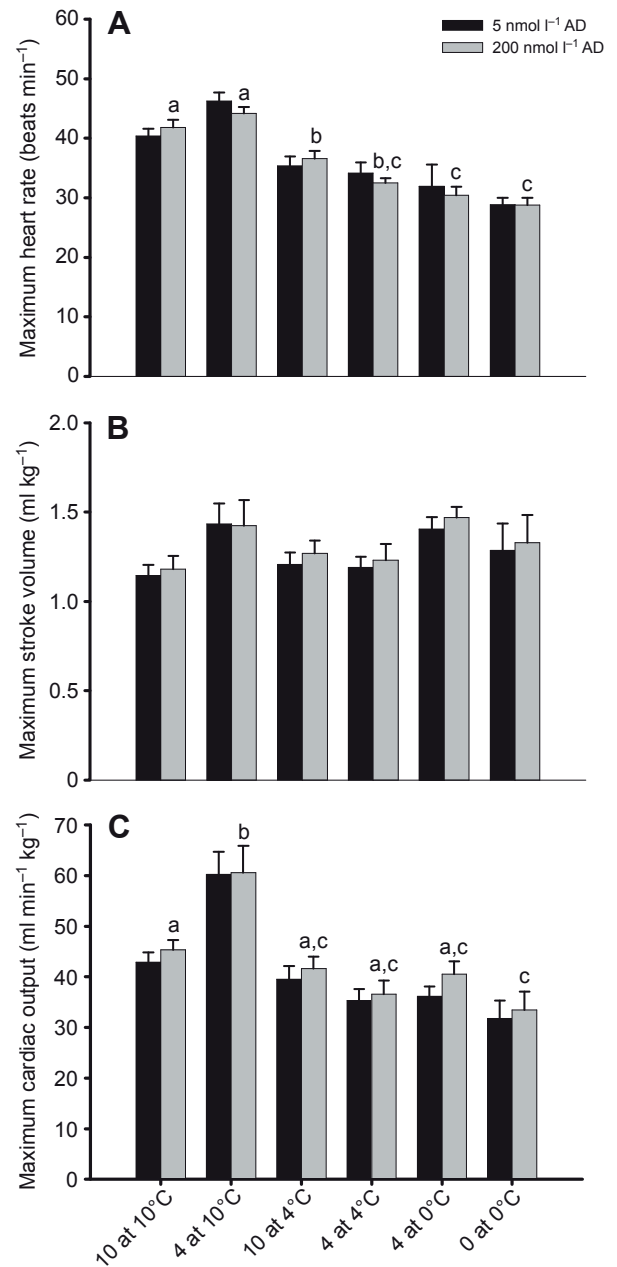 A
5 nmol l⁻¹ AD
200 nmol l⁻¹ AD
Maximum heart rate (beats min⁻¹)
60
50
40
30
20
10
0
a
a
b
b,c
c
c
B
Maximum stroke volume (ml kg⁻¹)
2.0
1.5
1.0
0.5
0
C
Maximum cardiac output (ml min⁻¹ kg⁻¹)
70
60
50
40
30
20
10
0
a
b
a,c
a,c
a,c
c
10 at 10°C
4 at 10°C
10 at 4°C
4 at 4°C
4 at 0°C
0 at 0°C